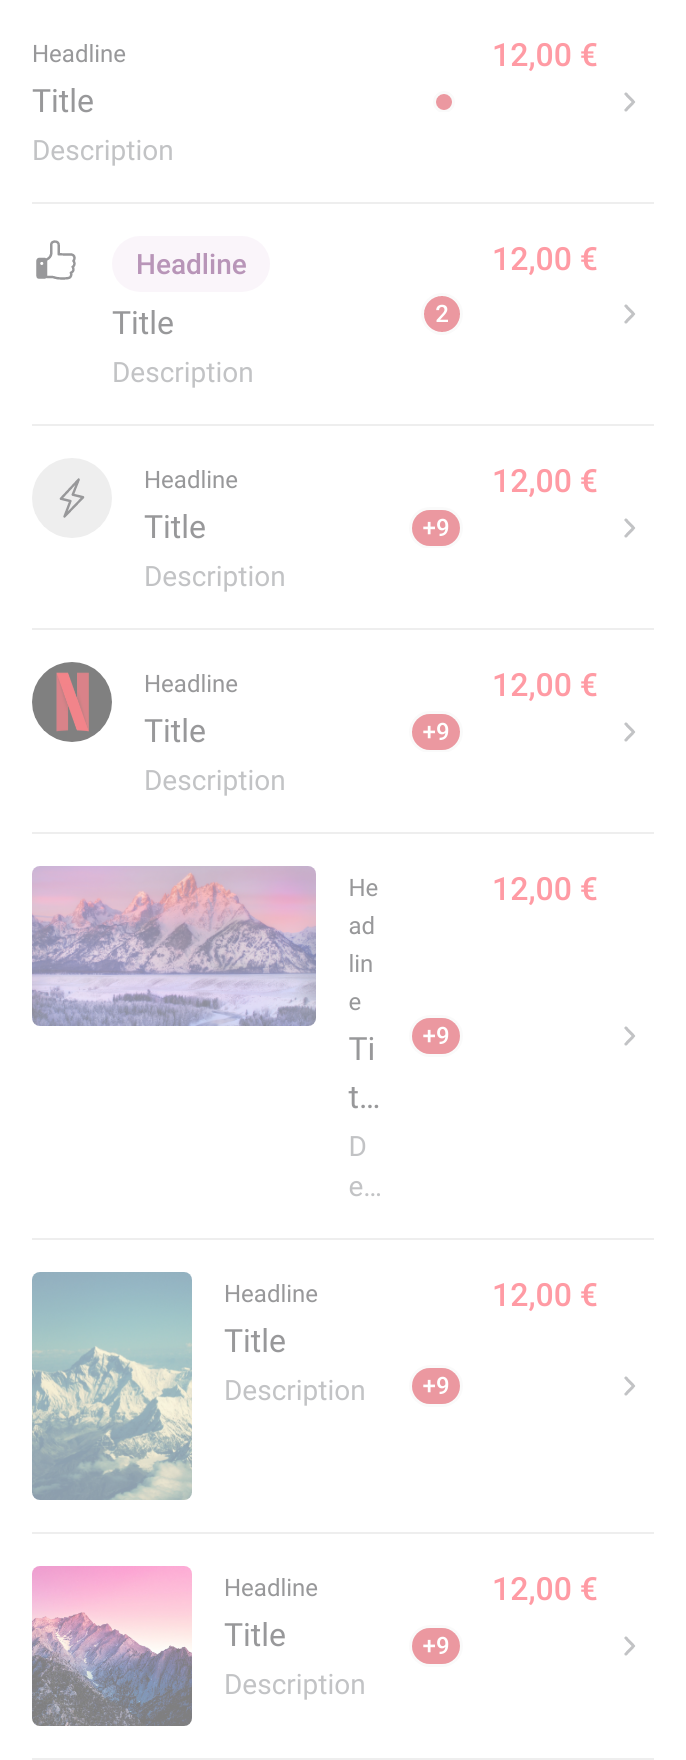 Headline
12,00 €
Title
Description
Headline
12,00 €
Title
2
Description
Headline
12,00 €
Title
+9
Description
N
Headline
12,00 €
Title
+9
Description
He
12,00 €
ad
lin
e
Ti
+9
t...
D
e...
Headline
12,00 €
Title
Description
+9
Headline
12,00 €
Title
+9
Description